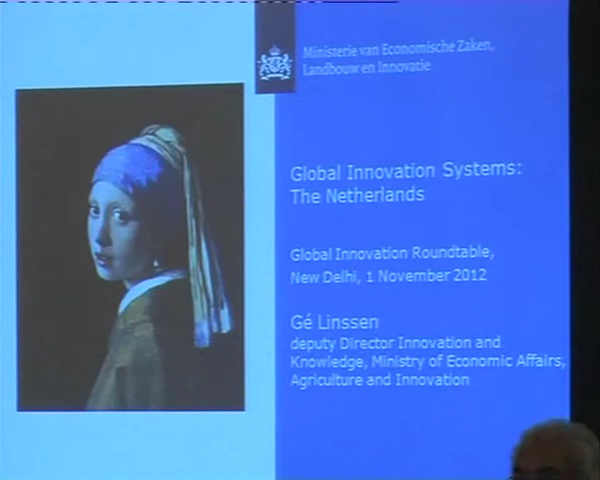 Ministerie van Economische Zaken,
Landbouw en Innovatie
Global Innovation Systems:
The Netherlands
Global Innovation Roundtable,
New Delhi, 1 November 2012
Gé Linssen
deputy Director Innovation and
Knowledge, Ministry of Economic Affairs,
Agriculture and Innovation